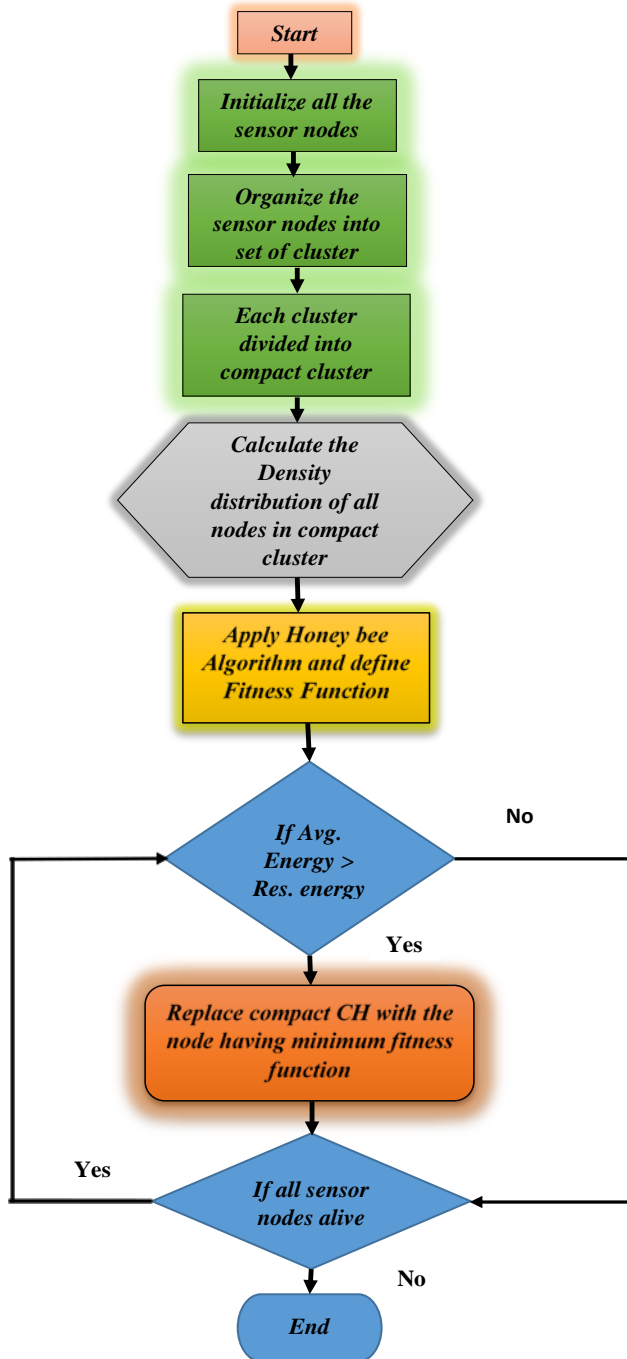 Start
Initialize all the
sensor nodes
Organize the
sensor nodes into
set of cluster
Each cluster
divided into
compact cluster
Calculate the
Density
distribution of all
nodes in compact
cluster
Apply Honey bee
Algorithm and define
Fitness Function
If Avg.
Energy >
Res. energy
No
Yes
Replace compact CH with the
node having minimum fitness
function
Yes
If all sensor
nodes alive
No
End